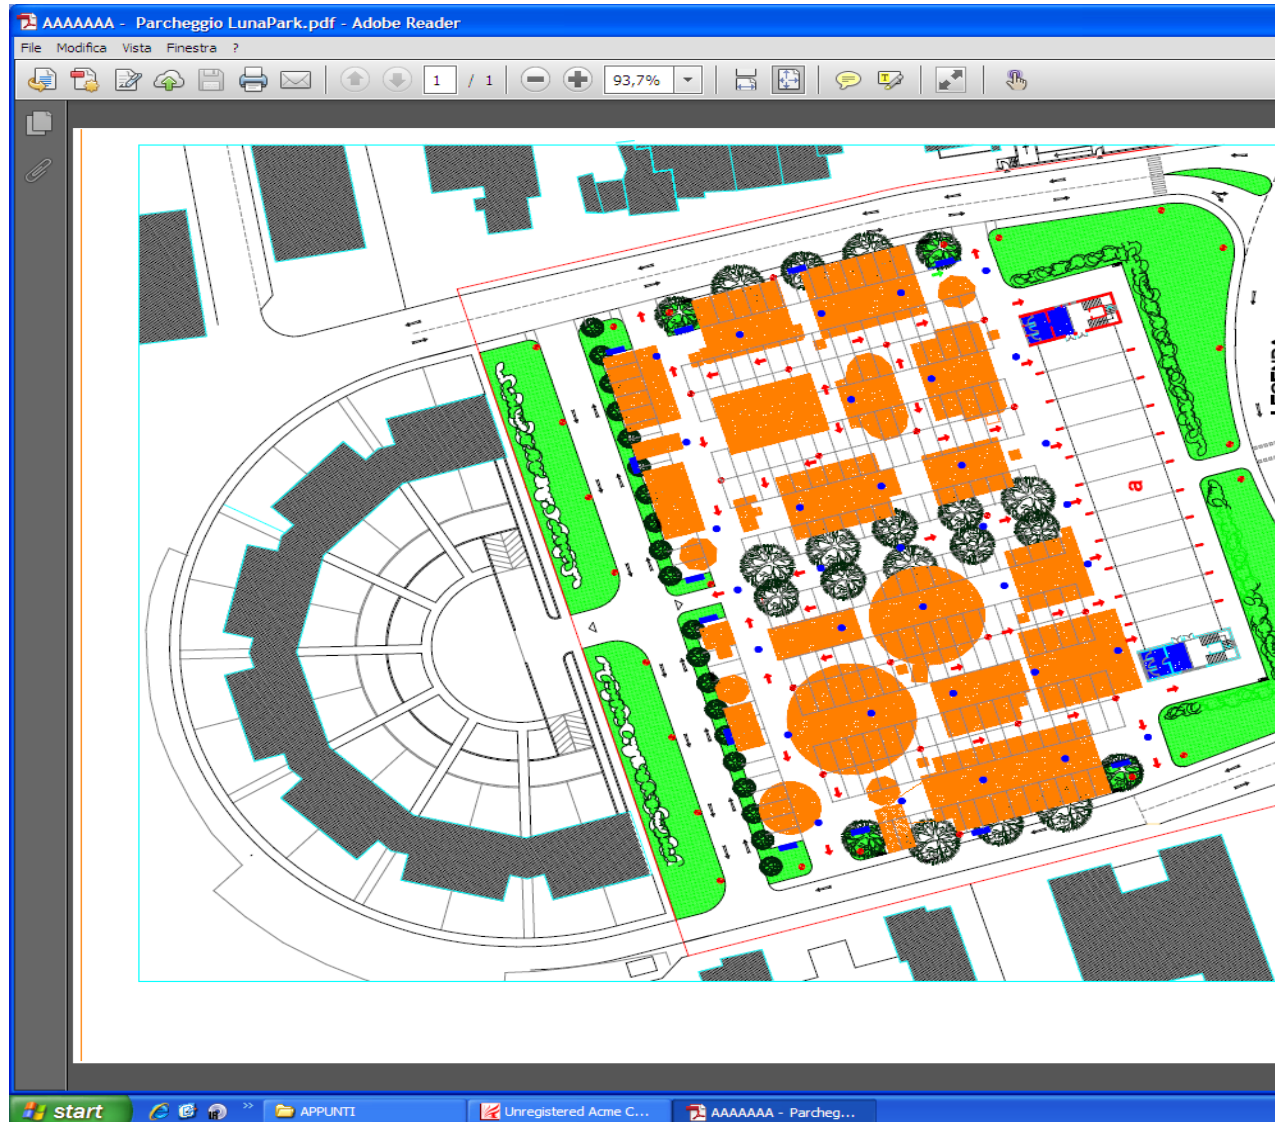 AAAAAAA - Parcheggio LunaPark.pdf - Adobe Reader
File Modifica Vista Finestra ?
1 / 1 93,7%
LEGENDA
a
start APPUNTI Unregistered Acme C... AAAAAAA - Parcheg...